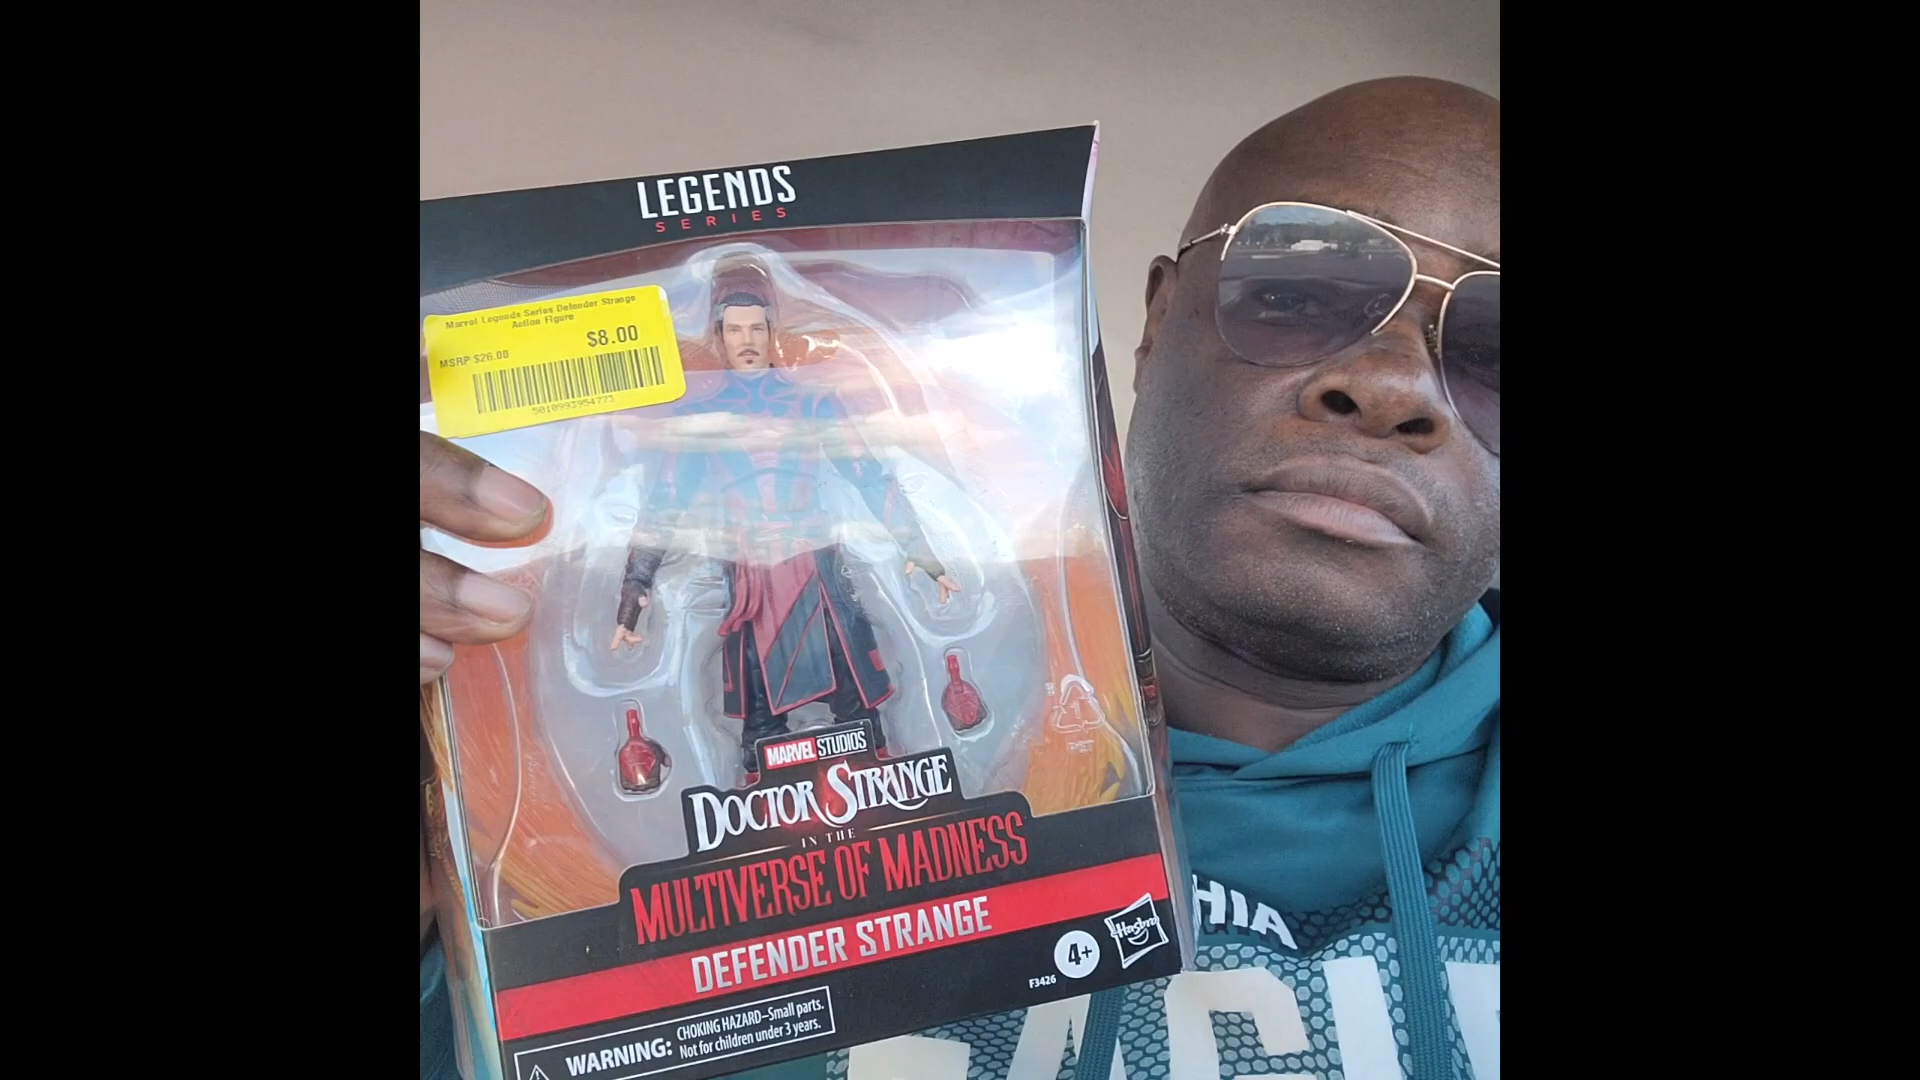 LEGENDS
SERIES
Marvel Legends Series Defender Strange
Action Figure
$8.00
MSRP $26.00
5010993954773
MARVEL STUDIOS
DOCTOR STRANGE
IN THE
MULTIVERSE OF MADNESS
DEFENDER STRANGE
Hasbro
4+
F3426
WARNING: CHOKING HAZARD–Small parts.
Not for children under 3 years.
HIA